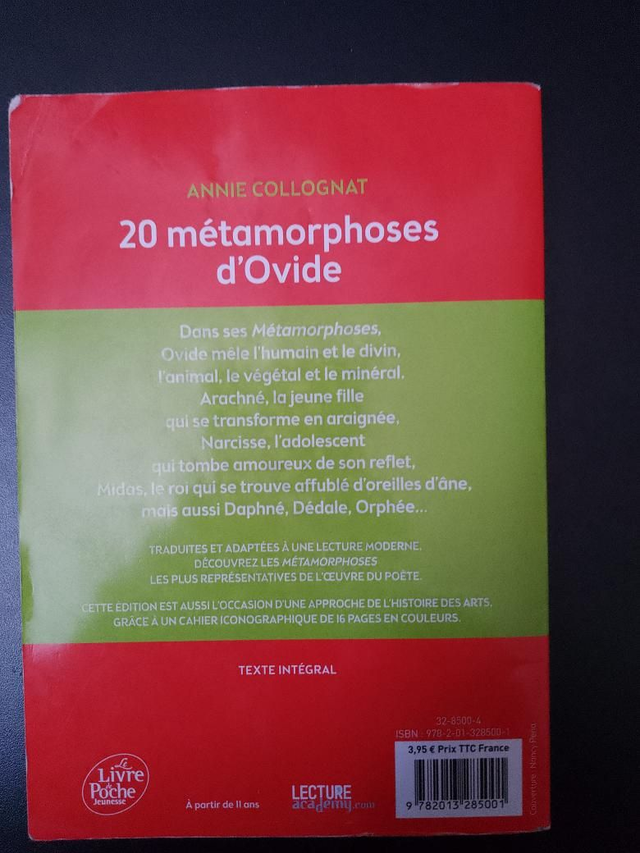 ANNIE COLLOGNAT
20 métamorphoses
d'Ovide
Dans ses Métamorphoses,
Ovide mêle l'humain et le divin,
l'animal, le végétal et le minéral.
Arachné, la jeune fille
qui se transforme en araignée,
Narcisse, l'adolescent
qui tombe amoureux de son reflet,
Midas, le roi qui se trouve affublé d'oreilles d'âne,
mais aussi Daphné, Dédale, Orphée...
TRADUITES ET ADAPTÉES À UNE LECTURE MODERNE.
DÉCOUVREZ LES MÉTAMORPHOSES
LES PLUS REPRÉSENTATIVES DE L'ŒUVRE DU POÈTE.
CETTE ÉDITION EST AUSSI L'OCCASION D'UNE APPROCHE DE L'HISTOIRE DES ARTS,
GRÂCE À UN CAHIER ICONOGRAPHIQUE DE 16 PAGES EN COULEURS.
TEXTE INTÉGRAL
32-8500-4
ISBN : 978-2-01-328500-1
3,95 € Prix TTC France
9 782013 285001
Couverture : Nancy Peña
Le
Livre
de
Poche
Jeunesse
À partir de 11 ans
LECTURE
academy.com